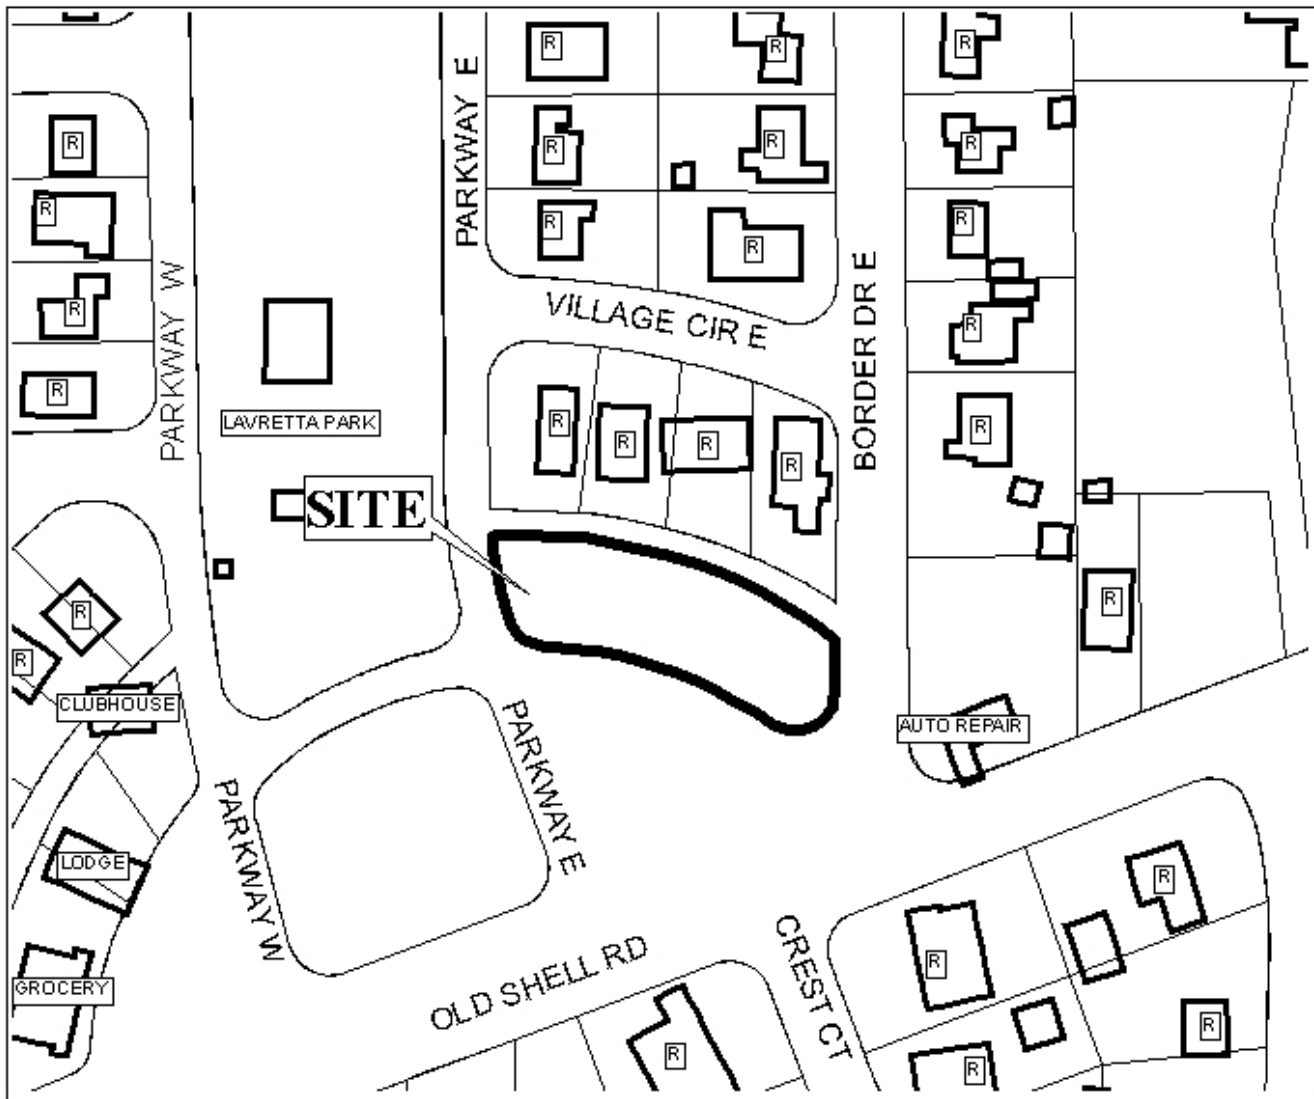 R
R
R
PARKWAY E
R
R
R
R
R
R
R
R
R
PARKWAY W
VILLAGE CIR E
BORDER DR E
R
R
R
LAVRETTA PARK
R
R
R
R
R
SITE
R
R
R
CLUBHOUSE
PARKWAY E
AUTO REPAIR
PARKWAY W
LODGE
R
OLD SHELL RD
CREST CT
R
GROCERY
R
R
R